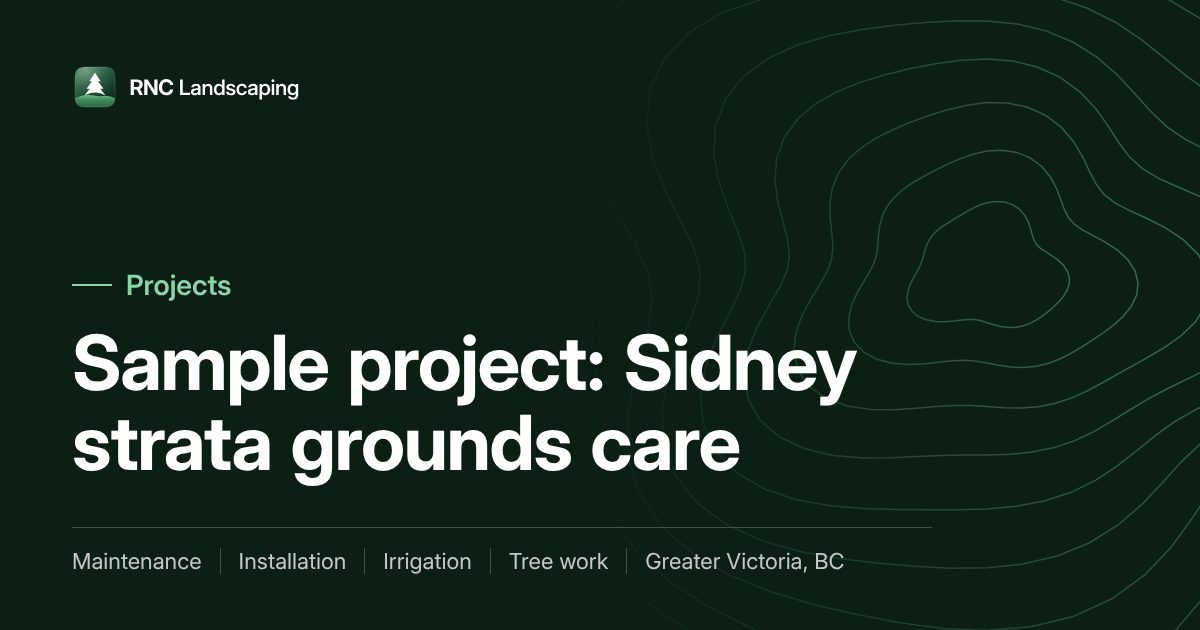 RNC Landscaping
Projects
Sample project: Sidney
strata grounds care
Maintenance
Installation
Irrigation
Tree work
Greater Victoria, BC